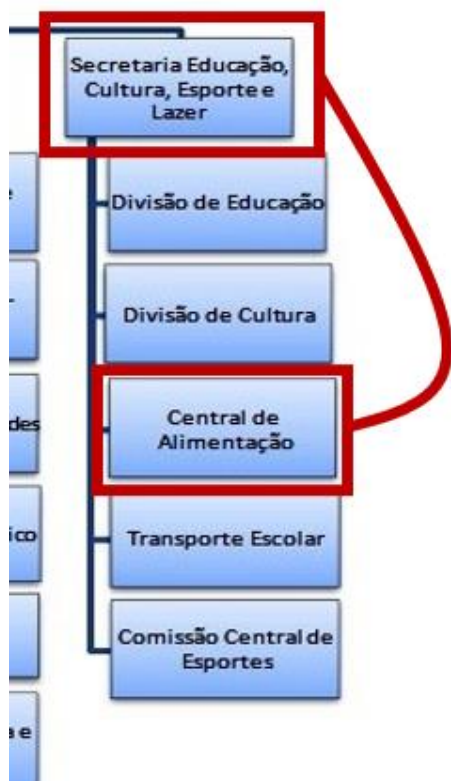 Secretaria Educação,
Cultura, Esporte e
Lazer
Divisão de Educação
Divisão de Cultura
Central de
Alimentação
Transporte Escolar
Comissão Central de
Esportes